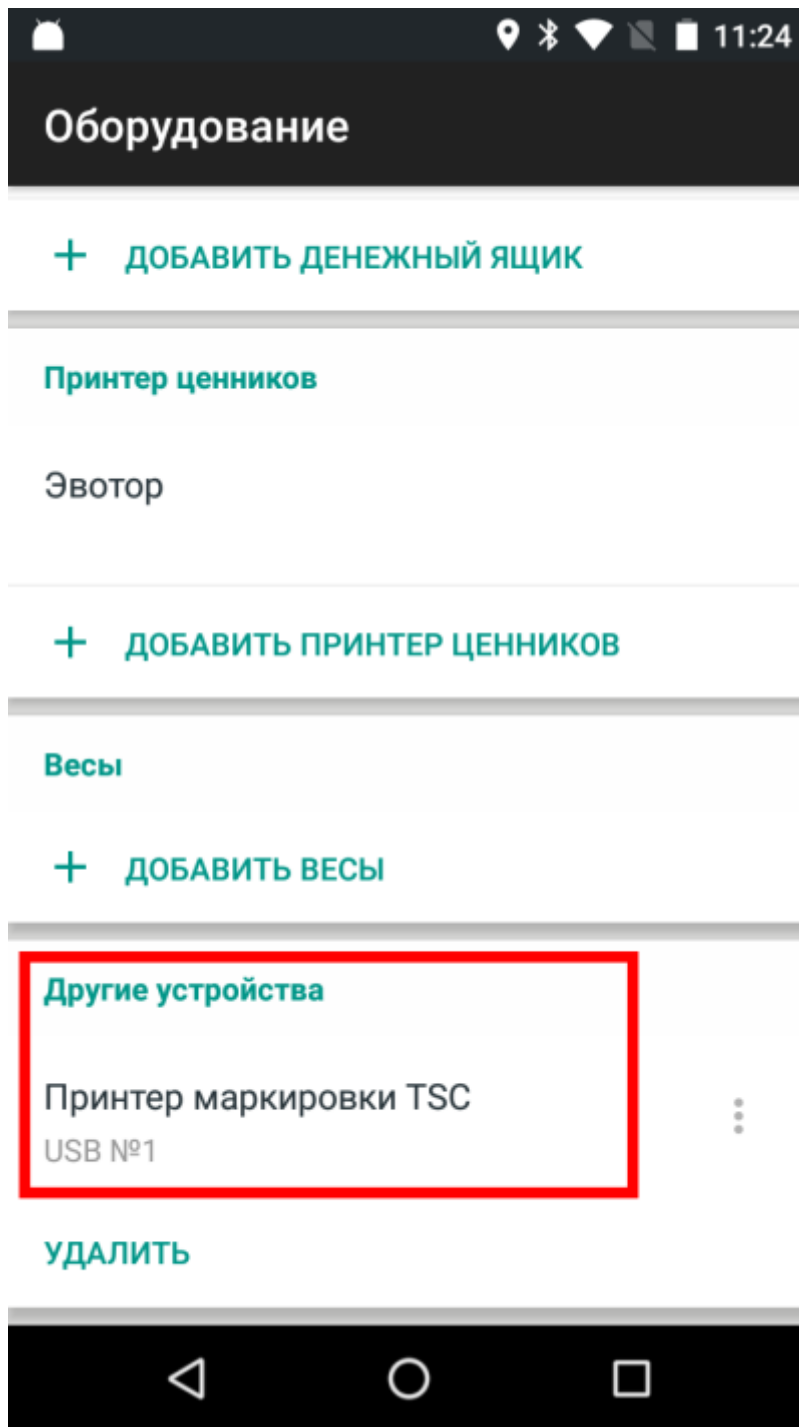 11:24
Оборудование
+ ДОБАВИТЬ ДЕНЕЖНЫЙ ЯЩИК
Принтер ценников
Эвотор
+ ДОБАВИТЬ ПРИНТЕР ЦЕННИКОВ
Весы
+ ДОБАВИТЬ ВЕСЫ
Другие устройства
Принтер маркировки TSC
USB №1
УДАЛИТЬ